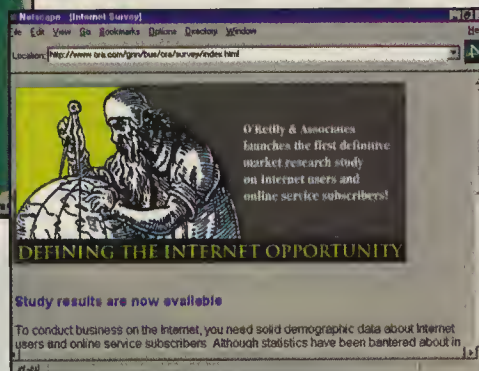 Netscape - [Internet Survey]
File Edit View Go Bookmarks Options Directory Window He
Location: http://www.ora.com/gnn/bus/ora/survey/index.html
O'Reilly & Associates
launches the first definitive
market research study
on Internet users and
online service subscribers!
DEFINING THE INTERNET OPPORTUNITY
Study results are now available
To conduct business on the Internet, you need solid demographic data about Internet
users and online service subscribers. Although statistics have been bantered about in